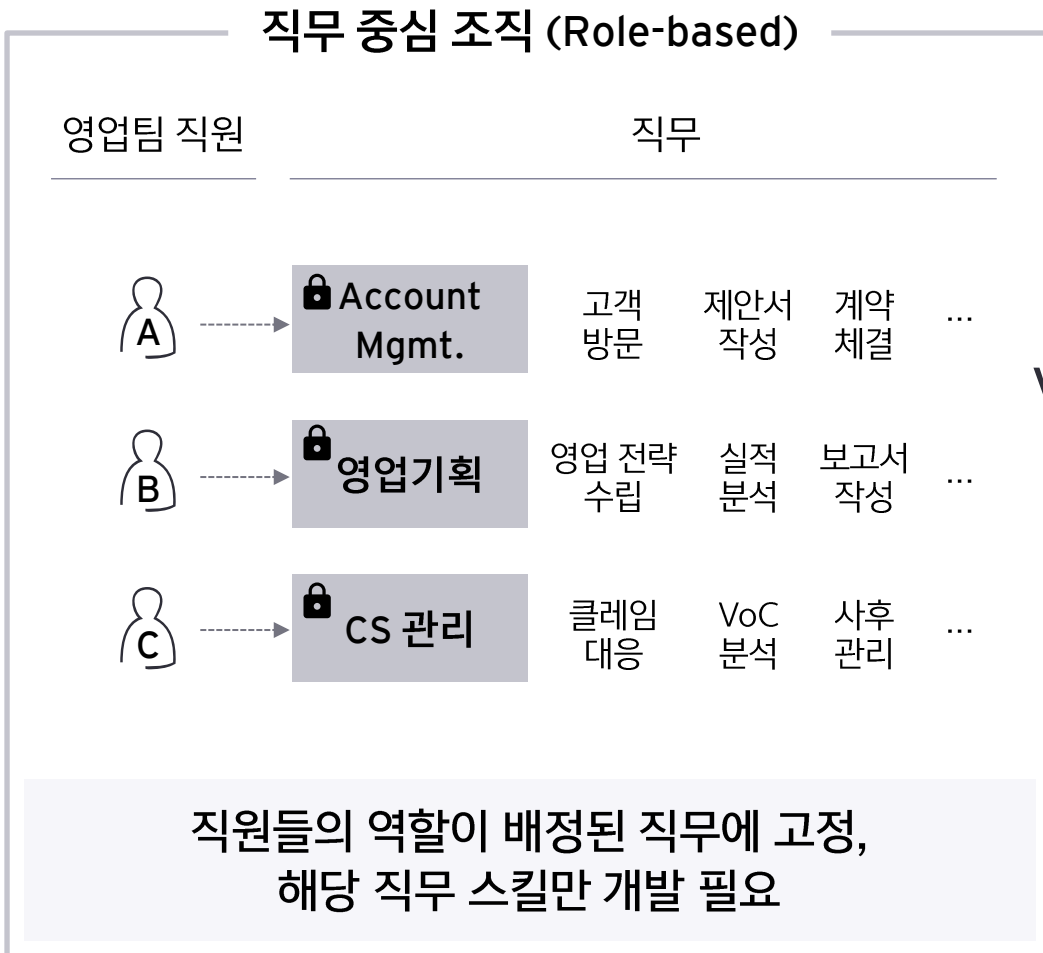 직무 중심 조직 (Role-based)
영업팀 직원
직무
A
Account
Mgmt.
고객
방문
제안서
작성
계약
체결
...
B
영업기획
영업 전략
수립
실적
분석
보고서
작성
...
C
CS 관리
클레임
대응
VoC
분석
사후
관리
...
직원들의 역할이 배정된 직무에 고정,
해당 직무 스킬만 개발 필요